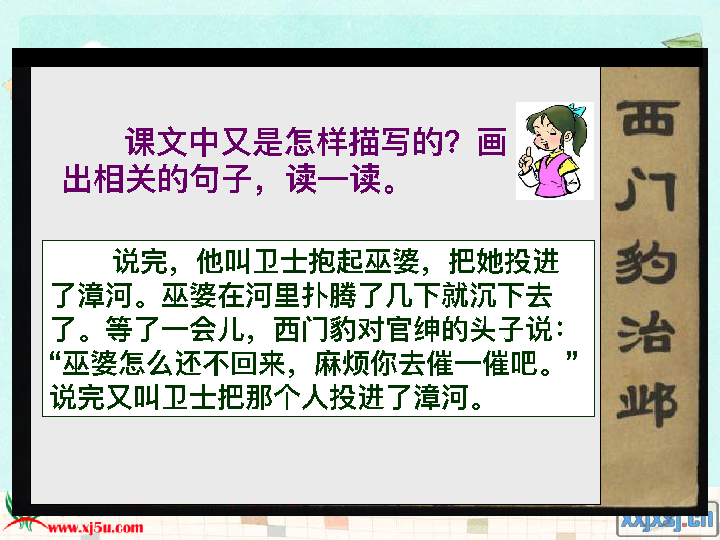 课文中又是怎样描写的？画
出相关的句子，读一读。
说完，他叫卫士抱起巫婆，把她投进
了漳河。巫婆在河里扑腾了几下就沉下去
了。等了一会儿，西门豹对官绅的头子说：
“巫婆怎么还不回来，麻烦你去催一催吧。”
说完又叫卫士把那个人投进了漳河。
西门豹治邺
www.xj5u.com
xxjxsj.cn